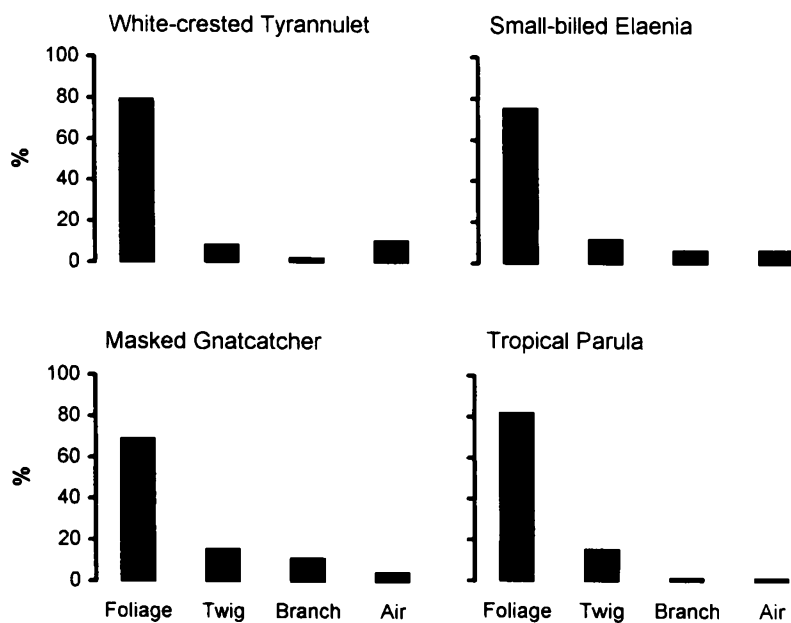 White-crested Tyrannulet
Small-billed Elaenia
100
80
60
40
20
0
%
Masked Gnatcatcher
Tropical Parula
100
80
60
40
20
0
%
Foliage Twig Branch Air
Foliage Twig Branch Air